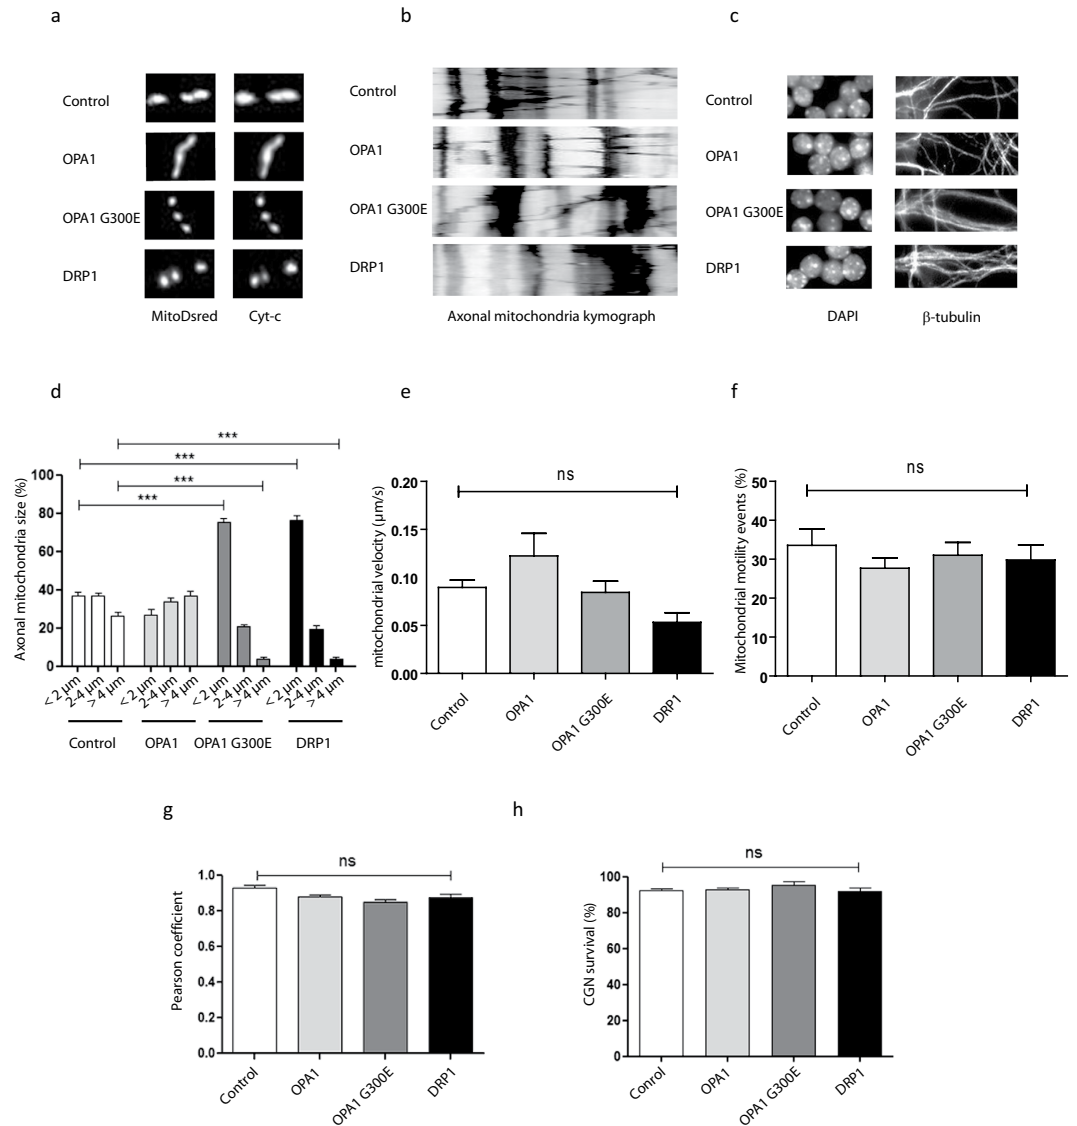 a
Control
OPA1
OPA1 G300E
DRP1
MitoDsred Cyt-c
b
Control
OPA1
OPA1 G300E
DRP1
Axonal mitochondria kymograph
c
Control
OPA1
OPA1 G300E
DRP1
DAPI β-tubulin
d
Axonal mitochondria size (%)
100
80
60
40
20
0
***
***
***
***
< 2 μm 2-4 μm > 4 μm < 2 μm 2-4 μm > 4 μm < 2 μm 2-4 μm > 4 μm < 2 μm 2-4 μm > 4 μm
Control OPA1 OPA1 G300E DRP1
e
mitochondrial velocity (μm/s)
0.20
0.15
0.10
0.05
0.00
ns
Control OPA1 OPA1 G300E DRP1
f
Mitochondrial motility events (%)
50
40
30
20
10
0
ns
Control OPA1 OPA1 G300E DRP1
g
Pearson coefficient
1.0
0.8
0.6
0.4
0.2
0.0
ns
Control OPA1 OPA1 G300E DRP1
h
CGN survival (%)
100
80
60
40
20
0
ns
Conrol OPA1 OPA1 G300E DRP1